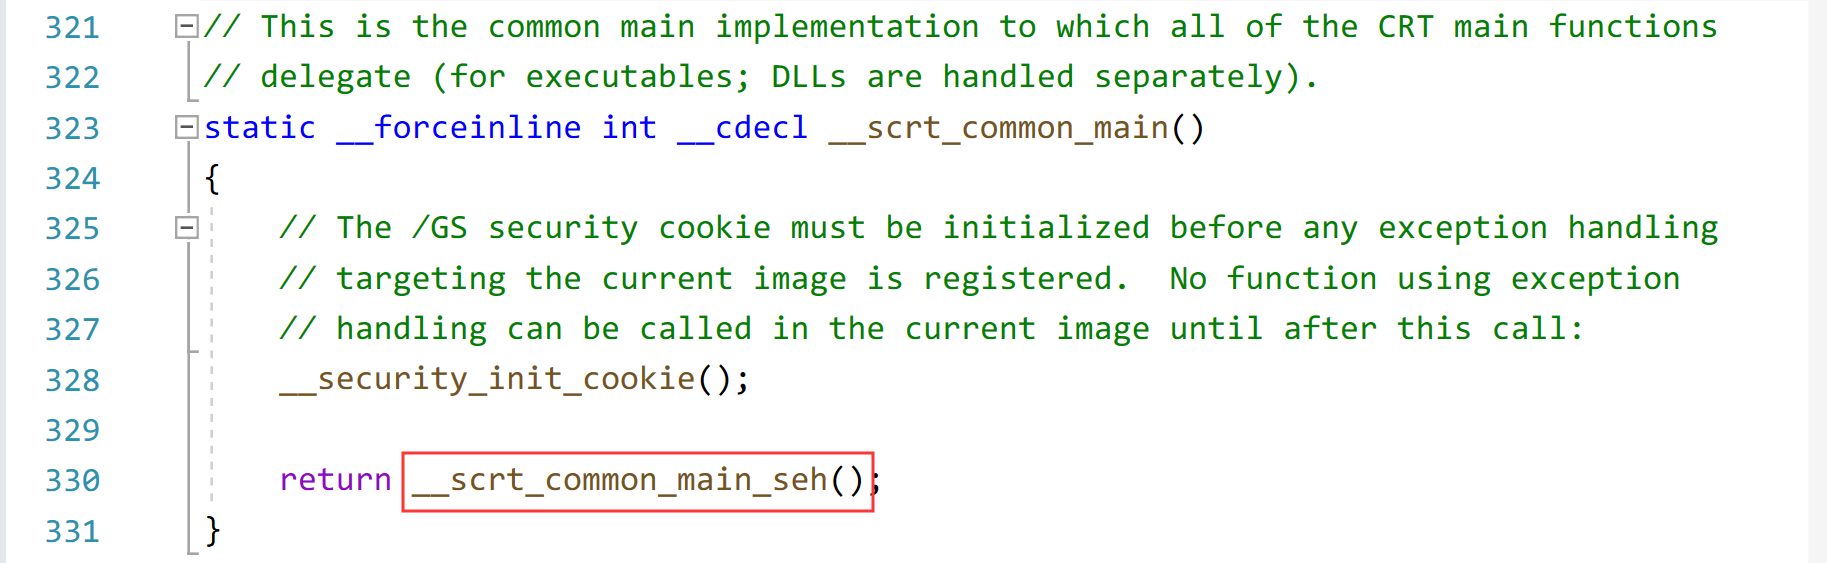 321 // This is the common main implementation to which all of the CRT main functions
322 // delegate (for executables; DLLs are handled separately).
323 static __forceinline int __cdecl __scrt_common_main()
324 {
325     // The /GS security cookie must be initialized before any exception handling
326     // targeting the current image is registered.  No function using exception
327     // handling can be called in the current image until after this call:
328     __security_init_cookie();
329
330     return __scrt_common_main_seh();
331 }